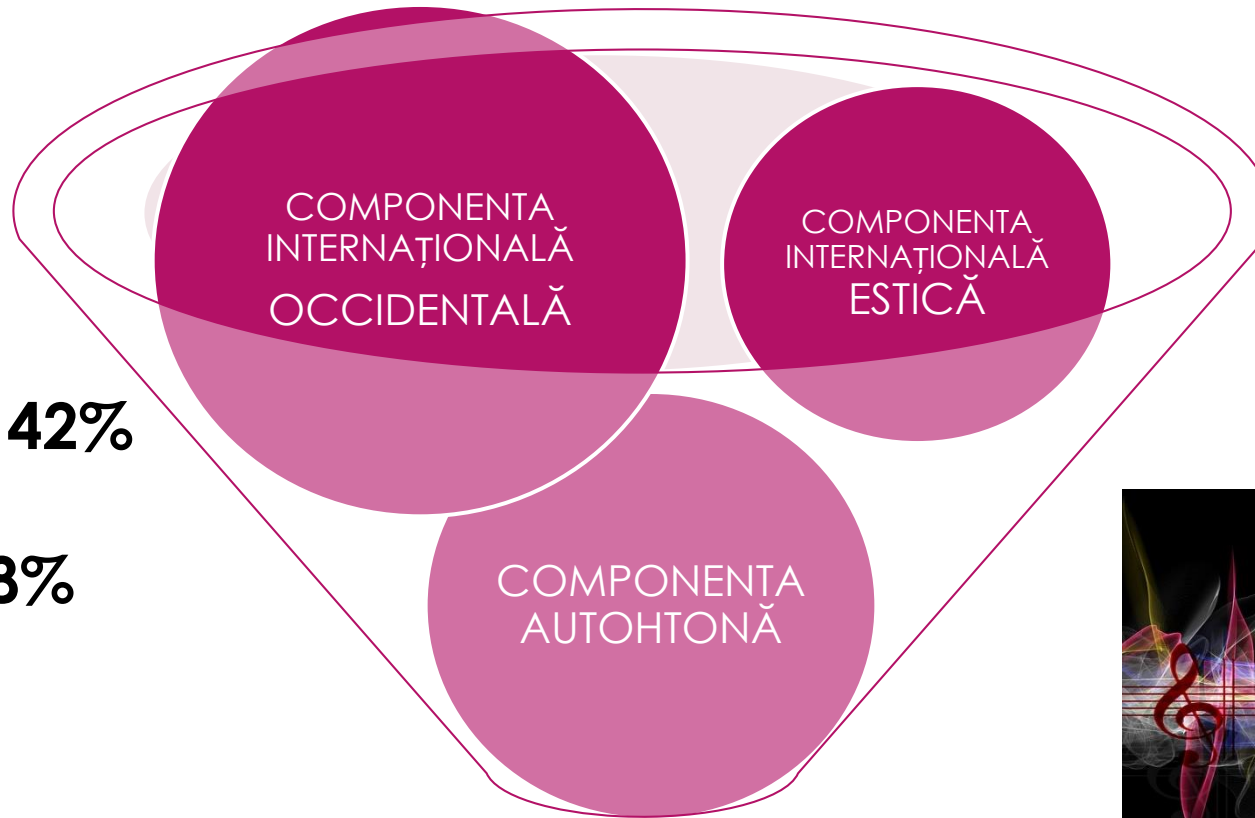 COMPONENTA
INTERNAȚIONALĂ
OCCIDENTALĂ
COMPONENTA
INTERNAȚIONALĂ
ESTICĂ
42%
COMPONENTA
AUTOHTONĂ